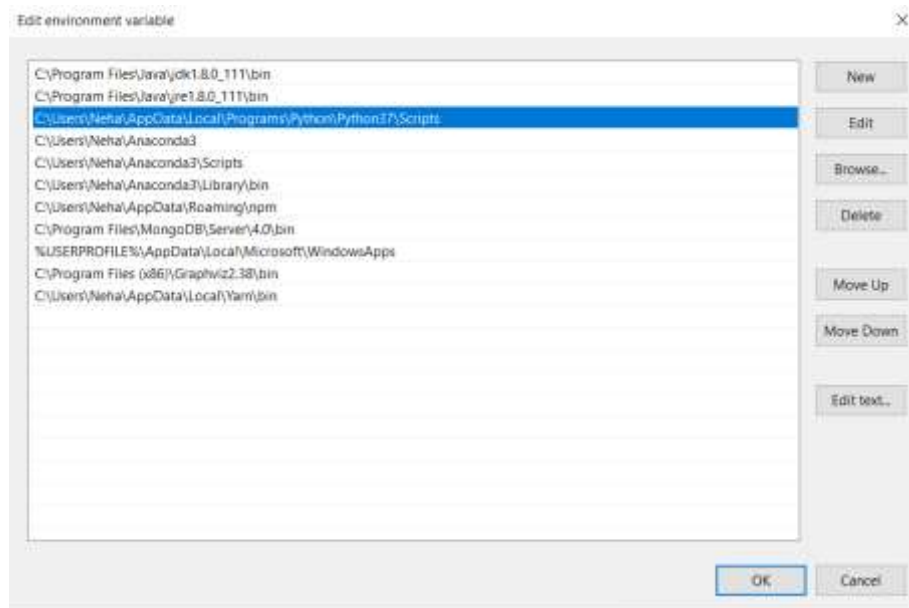 Edit environment variable
C:\Program Files\Java\jdk1.8.0_111\bin
C:\Program Files\Java\jre1.8.0_111\bin
C:\Users\Neha\AppData\Local\Programs\Python\Python37\Scripts
C:\Users\Neha\Anaconda3
C:\Users\Neha\Anaconda3\Scripts
C:\Users\Neha\Anaconda3\Library\bin
C:\Users\Neha\AppData\Roaming\npm
C:\Program Files\MongoDB\Server\4.0\bin
%USERPROFILE%\AppData\Local\Microsoft\WindowsApps
C:\Program Files (x86)\Graphviz2.38\bin
C:\Users\Neha\AppData\Local\Yarn\bin
New
Edit
Browse...
Delete
Move Up
Move Down
Edit text...
OK
Cancel